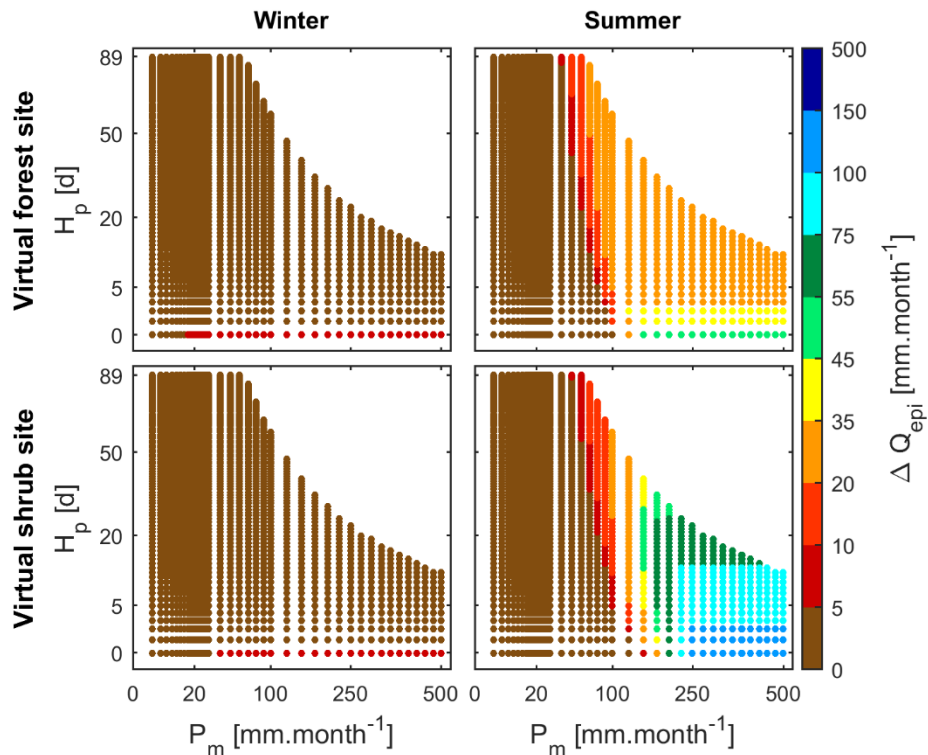 Winter
Summer
Virtual forest site
H_p [d]
89
50
20
5
0
Virtual shrub site
H_p [d]
89
50
20
5
0
0 20 100 250 500
P_m [mm.month⁻¹]
0 20 100 250 500
P_m [mm.month⁻¹]
500
150
100
75
55
45
35
20
10
5
0
Δ Q_epi [mm.month⁻¹]